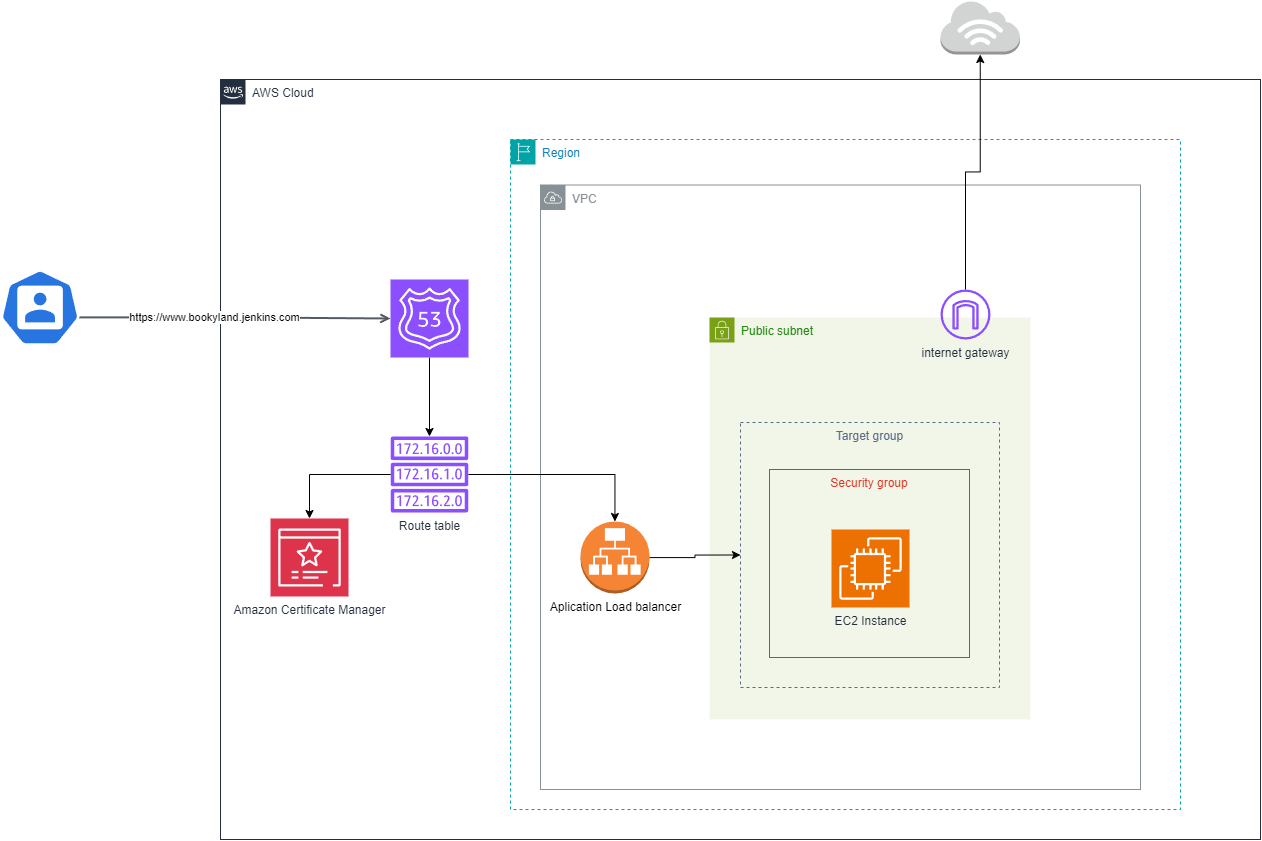 aws
AWS Cloud
Region
VPC
https://www.bookyland.jenkins.com
53
Public subnet
internet gateway
172.16.0.0
172.16.1.0
172.16.2.0
Route table
Target group
Security group
Amazon Certificate Manager
Aplication Load balancer
EC2 Instance